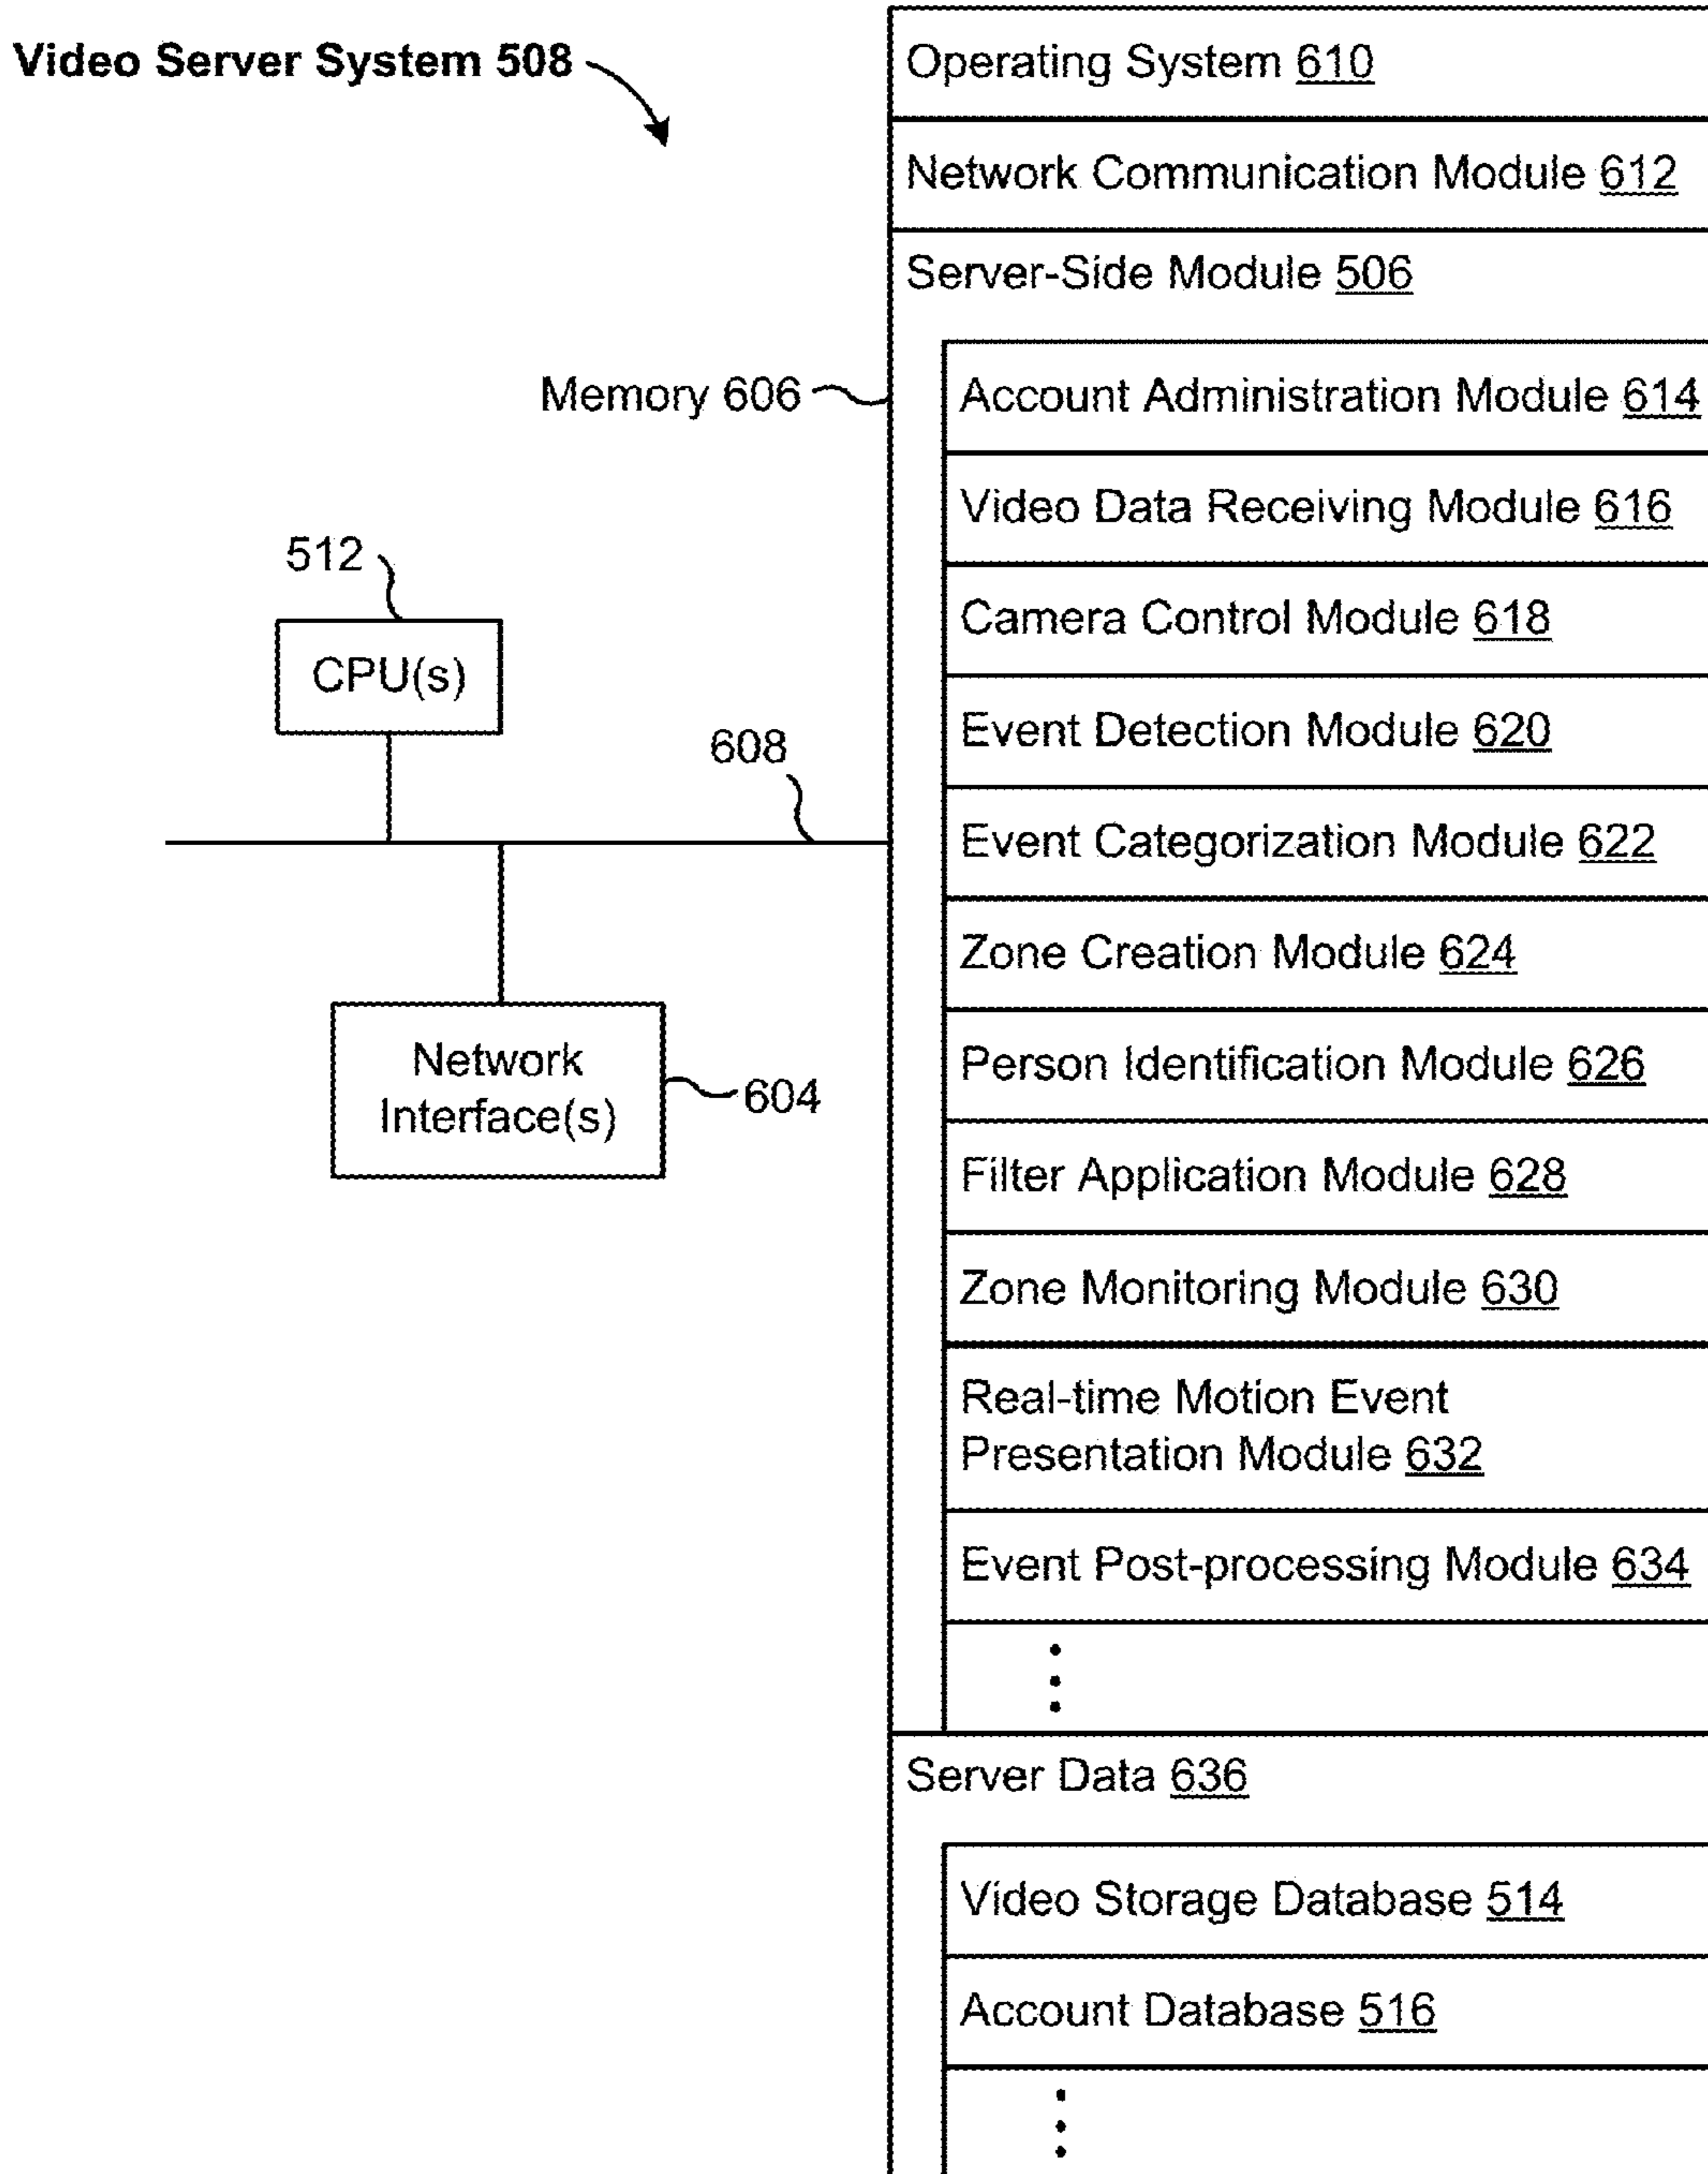 Video Server System 508
Operating System 610
Network Communication Module 612
Server-Side Module 506
Memory 606
Account Administration Module 614
Video Data Receiving Module 616
512
CPU(s)
Camera Control Module 618
Event Detection Module 620
608
Event Categorization Module 622
Zone Creation Module 624
Network
Interface(s)
604
Person Identification Module 626
Filter Application Module 628
Zone Monitoring Module 630
Real-time Motion Event
Presentation Module 632
Event Post-processing Module 634
Server Data 636
Video Storage Database 514
Account Database 516